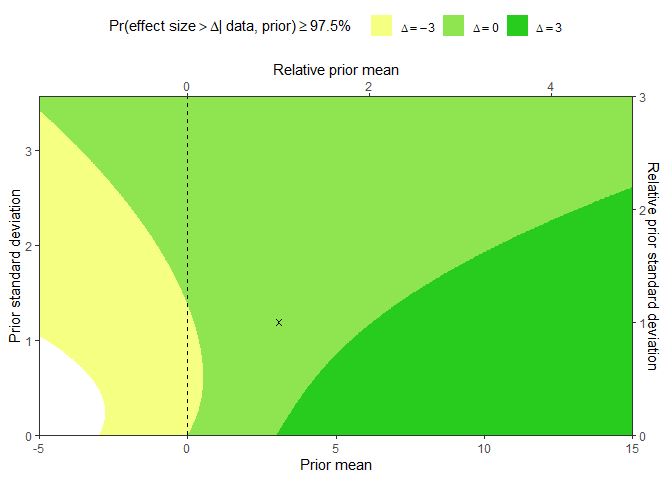 Pr(effect size > Δ| data, prior) ≥ 97.5% Δ = −3 Δ = 0 Δ = 3
Relative prior mean
0 2 4
3
3
2
2
1
1
0
0
Prior standard deviation
Relative prior standard deviation
-5 0 5 10 15
Prior mean